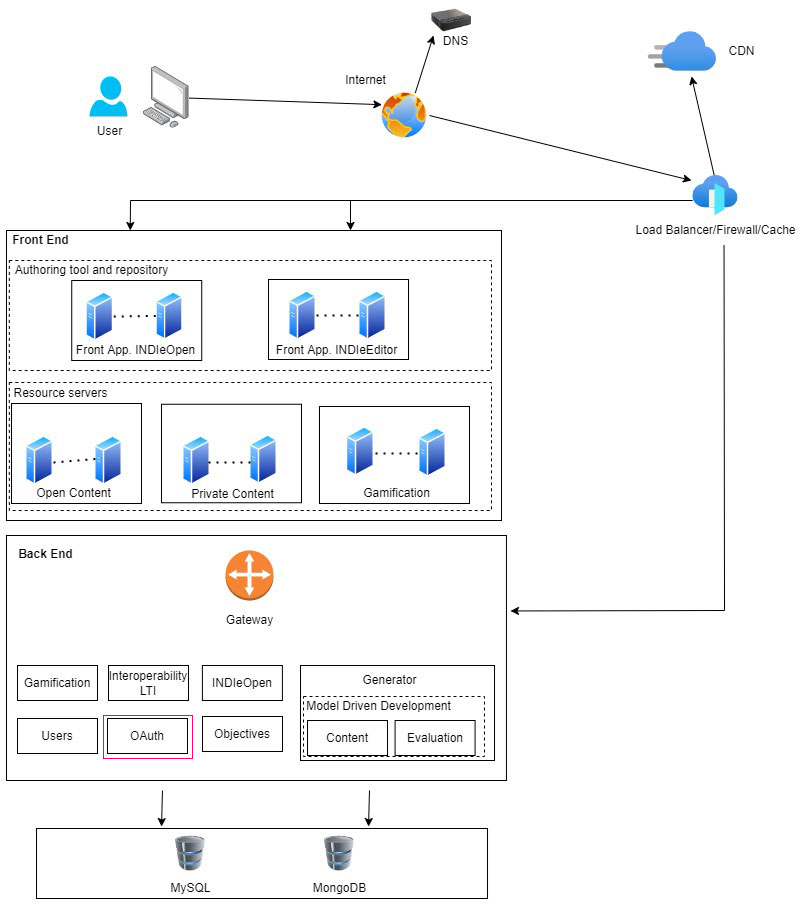 DNS
CDN
Internet
User
Load Balancer/Firewall/Cache
Front End
Authoring tool and repository
Front App. INDIeOpen
Front App. INDIeEditor
Resource servers
Open Content
Private Content
Gamification
Back End
Gateway
Gamification
Interoperability
LTI
INDIeOpen
Generator
Model Driven Development
Users
OAuth
Objectives
Content
Evaluation
MySQL
MongoDB